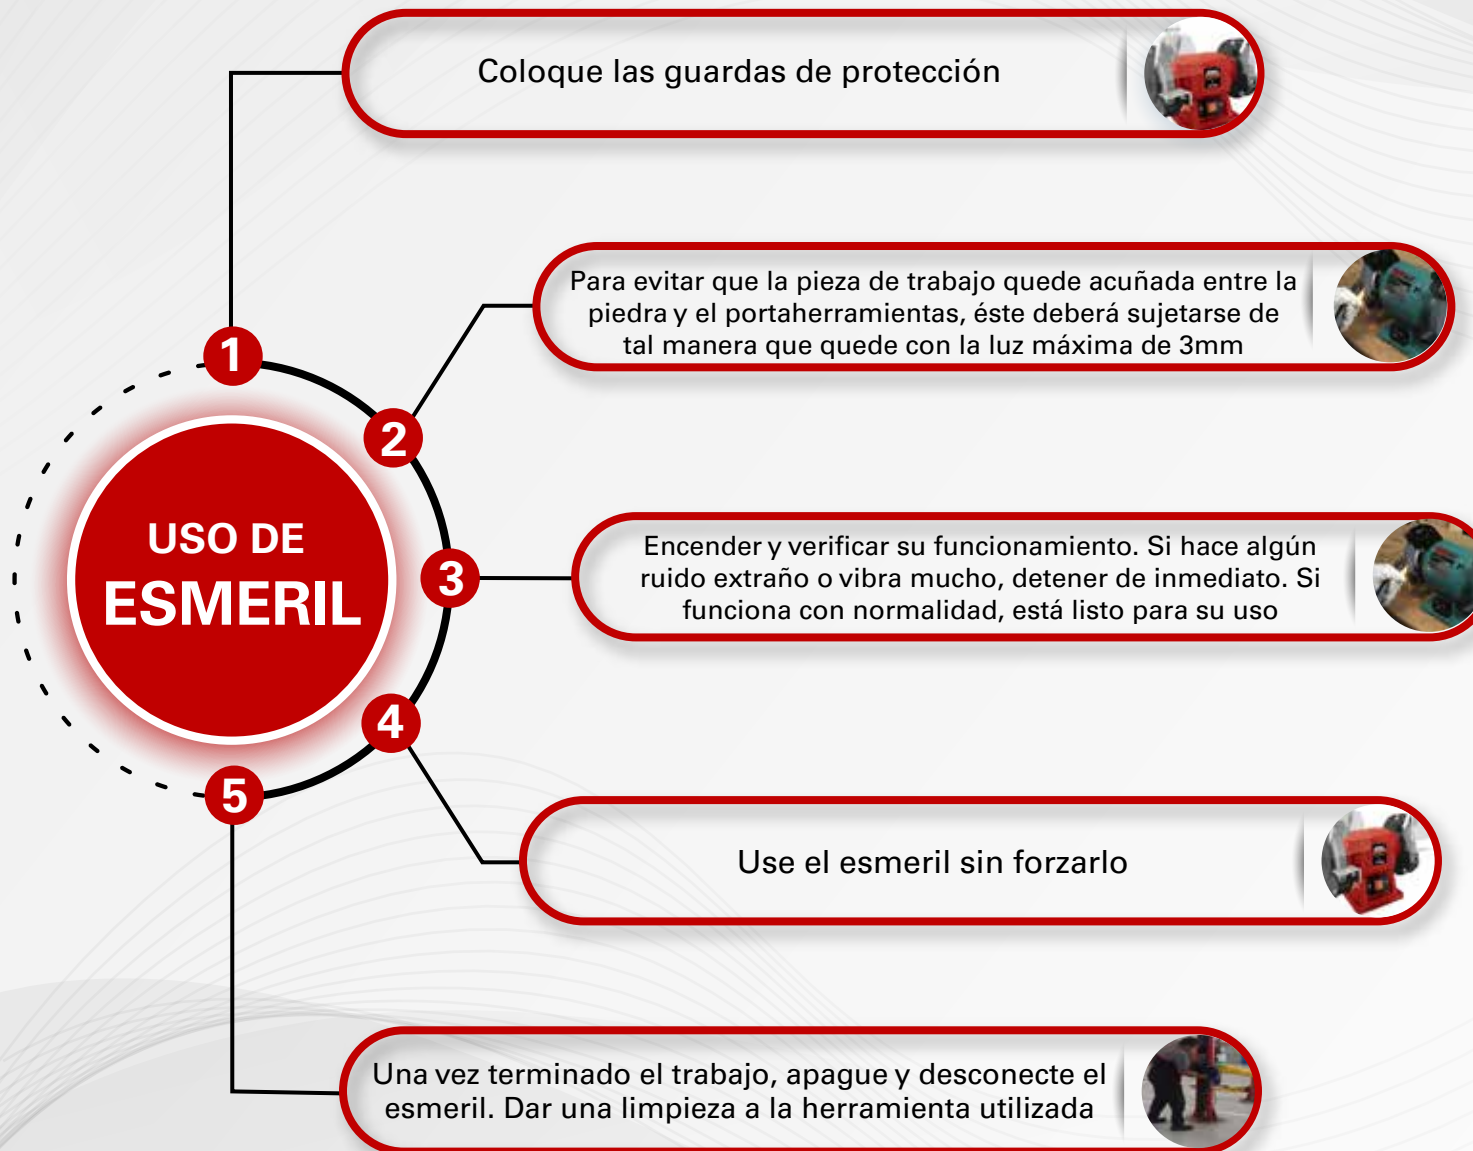 Coloque las guardas de protección
Para evitar que la pieza de trabajo quede acuñada entre la
piedra y el portaherramientas, éste deberá sujetarse de
tal manera que quede con la luz máxima de 3mm
1
2
USO DE
ESMERIL
3
Encender y verificar su funcionamiento. Si hace algún
ruido extraño o vibra mucho, detener de inmediato. Si
funciona con normalidad, está listo para su uso
4
5
Use el esmeril sin forzarlo
Una vez terminado el trabajo, apague y desconecte el
esmeril. Dar una limpieza a la herramienta utilizada